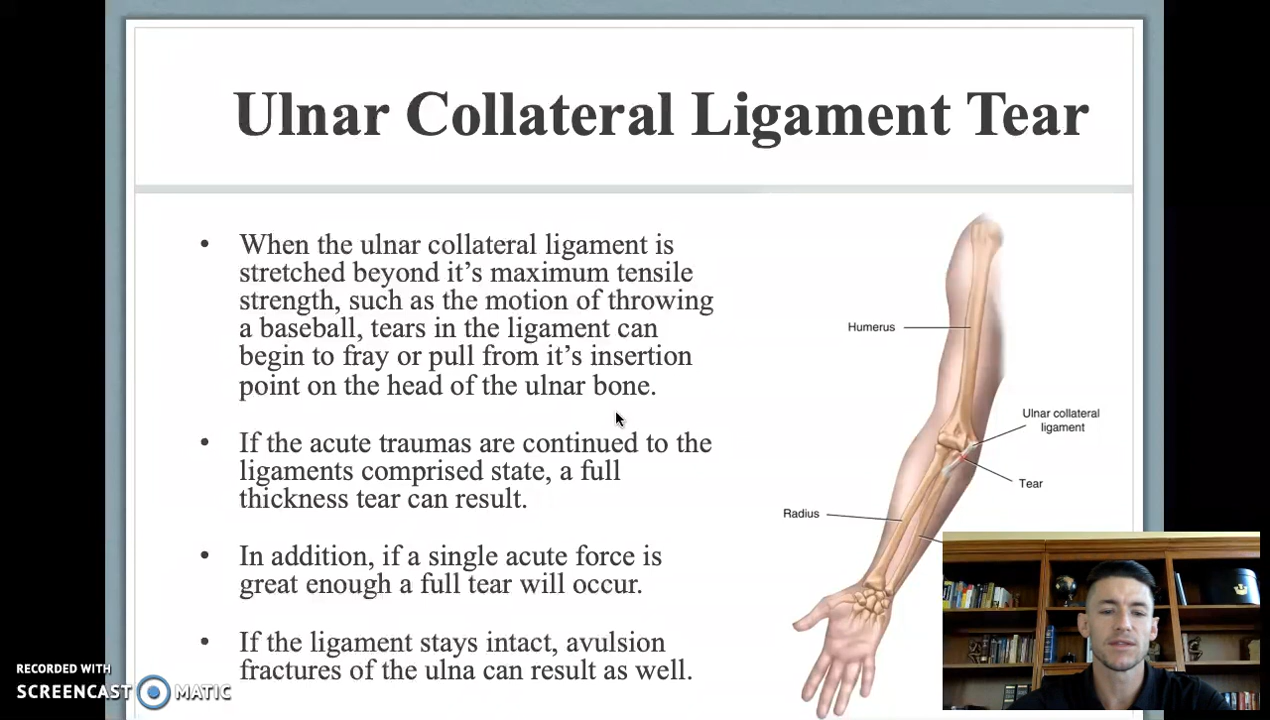 Ulnar Collateral Ligament Tear
• When the ulnar collateral ligament is
stretched beyond it's maximum tensile
strength, such as the motion of throwing
a baseball, tears in the ligament can
begin to fray or pull from it's insertion
point on the head of the ulnar bone.
• If the acute traumas are continued to the
ligaments comprised state, a full
thickness tear can result.
• In addition, if a single acute force is
great enough a full tear will occur.
• If the ligament stays intact, avulsion
fractures of the ulna can result as well.
Humerus
Ulnar collateral
ligament
Tear
Radius
RECORDED WITH
SCREENCAST MATIC